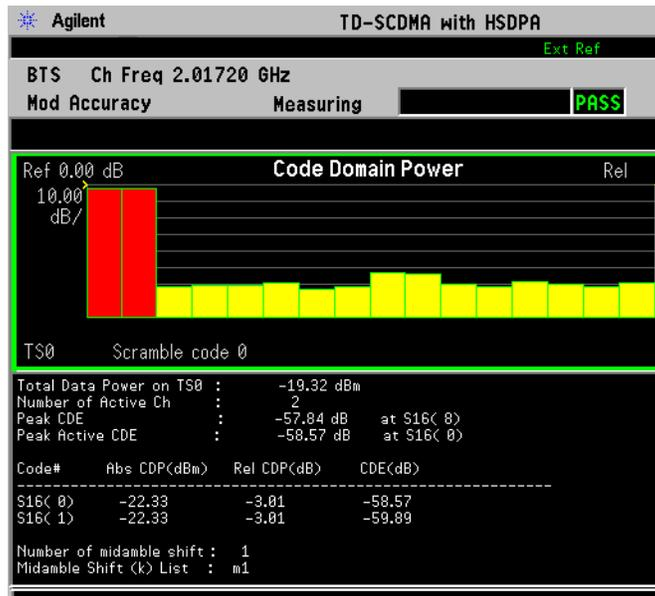 Agilent TD-SCDMA with HSDPA
Ext Ref
BTS Ch Freq 2.01720 GHz
Mod Accuracy Measuring PASS
Ref 0.00 dB Code Domain Power Rel
10.00
dB/
TS0 Scramble code 0
Total Data Power on TS0 : -19.32 dBm
Number of Active Ch : 2
Peak CDE : -57.84 dB at S16( 8)
Peak Active CDE : -58.57 dB at S16( 0)
Code# Abs CDP(dBm) Rel CDP(dB) CDE(dB)
S16( 0) -22.33 -3.01 -58.57
S16( 1) -22.33 -3.01 -59.89
Number of midamble shift : 1
Midamble Shift (k) List : m1